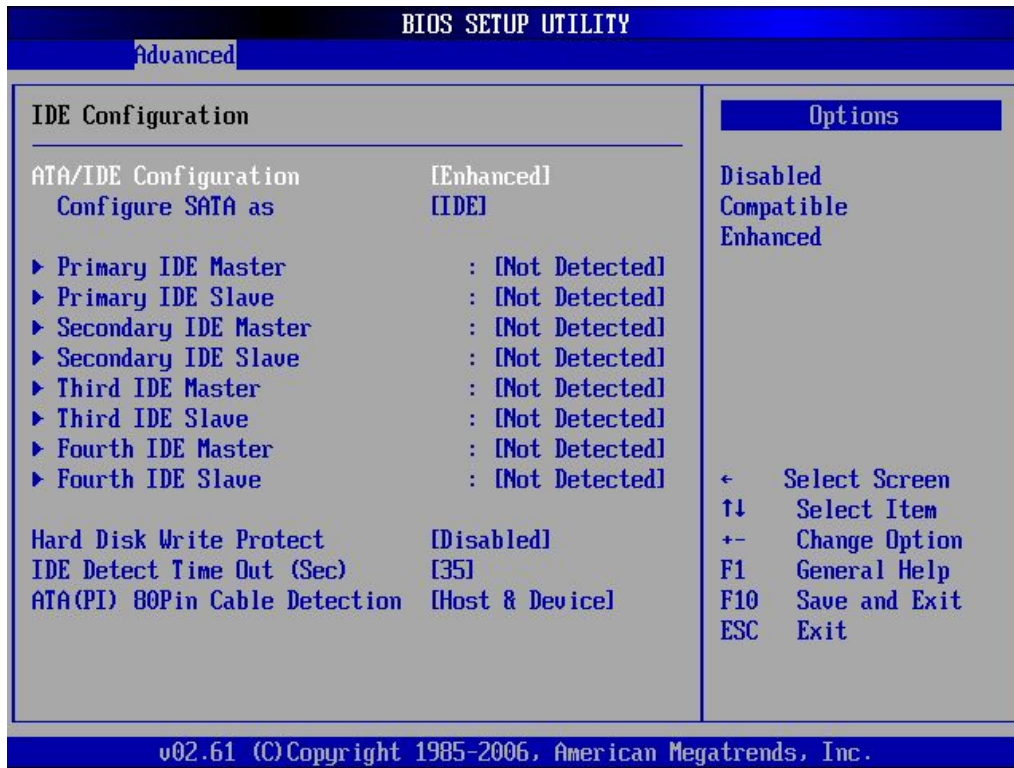 BIOS SETUP UTILITY
Advanced
IDE Configuration
ATA/IDE Configuration [Enhanced]
Configure SATA as [IDE]
▶ Primary IDE Master : [Not Detected]
▶ Primary IDE Slave : [Not Detected]
▶ Secondary IDE Master : [Not Detected]
▶ Secondary IDE Slave : [Not Detected]
▶ Third IDE Master : [Not Detected]
▶ Third IDE Slave : [Not Detected]
▶ Fourth IDE Master : [Not Detected]
▶ Fourth IDE Slave : [Not Detected]
Hard Disk Write Protect [Disabled]
IDE Detect Time Out (Sec) [35]
ATA(PI) 80Pin Cable Detection [Host & Device]
Options
Disabled
Compatible
Enhanced
← Select Screen
↑↓ Select Item
+- Change Option
F1 General Help
F10 Save and Exit
ESC Exit
v02.61 (C)Copyright 1985-2006, American Megatrends, Inc.